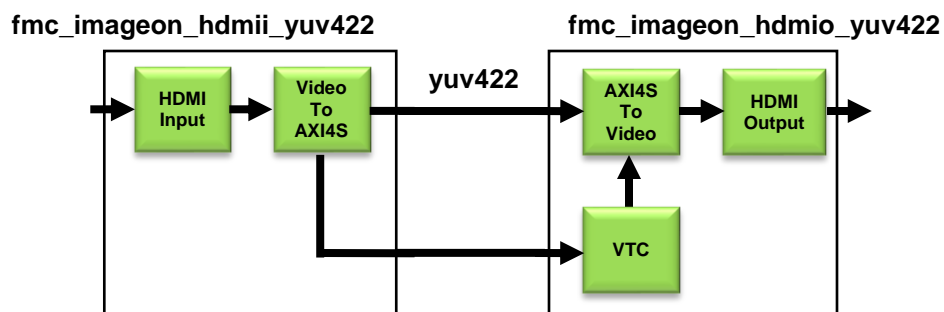 fmc_imageon_hdmii_yuv422
HDMI
Input
Video
To
AXI4S
yuv422
fmc_imageon_hdmio_yuv422
AXI4S
To
Video
HDMI
Output
VTC